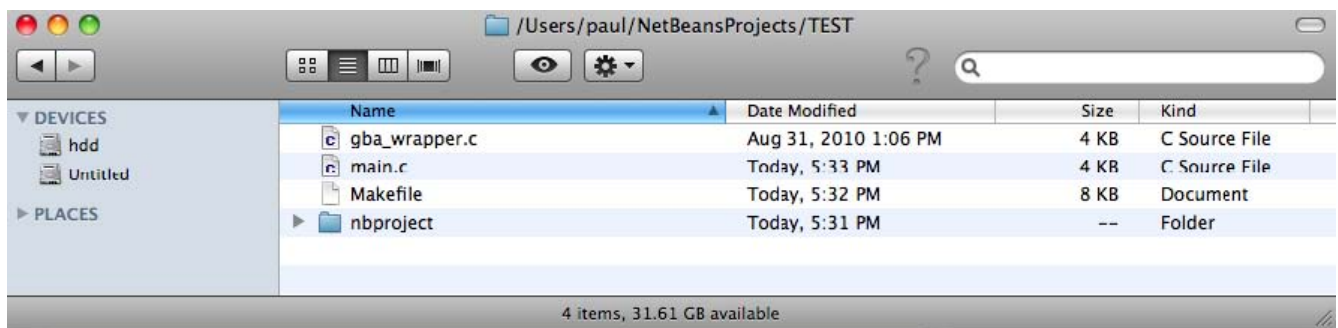 /Users/paul/NetBeansProjects/TEST
DEVICES
hdd
Untitled
PLACES
Name Date Modified Size Kind
gba_wrapper.c Aug 31, 2010 1:06 PM 4 KB C Source File
main.c Today, 5:33 PM 4 KB C Source File
Makefile Today, 5:32 PM 8 KB Document
nbproject Today, 5:31 PM -- Folder
4 items, 31.61 GB available